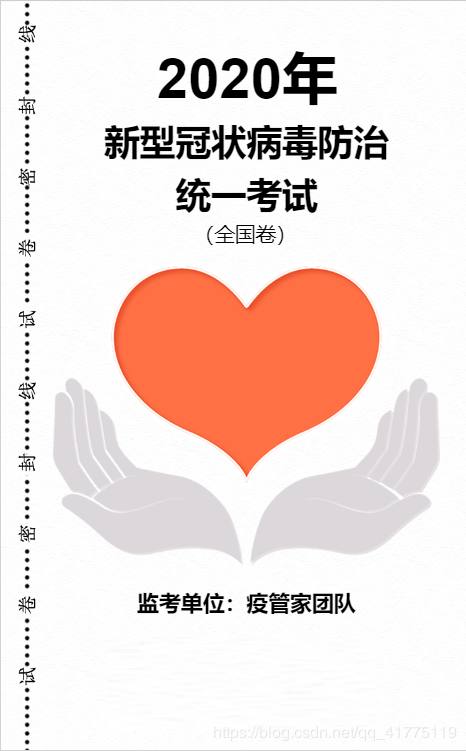 2020年
新型冠状病毒防治
统一考试
（全国卷）
监考单位：疫管家团队
试········卷········密········封········线········试········卷········密········封········线
https://blog.csdn.net/qq_41775119